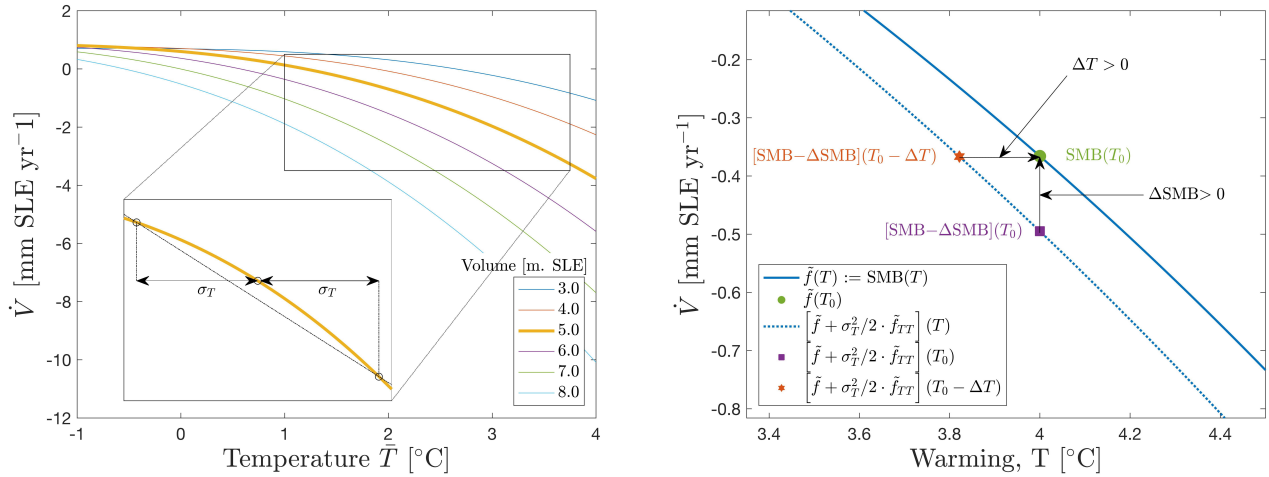 2
0
-2
-4
-6
-8
-10
-12
-1
0
1
2
3
4
Temperature T̄ [°C]
V̇ [mm SLE yr−1]
σ_T
σ_T
Volume [m. SLE]
3.0
4.0
5.0
6.0
7.0
8.0
-0.2
-0.3
-0.4
-0.5
-0.6
-0.7
-0.8
3.4
3.6
3.8
4
4.2
4.4
Warming, T [°C]
V̇ [mm SLE yr⁻¹]
ΔT > 0
[SMB−ΔSMB](T₀ − ΔT)
SMB(T₀)
ΔSMB> 0
[SMB−ΔSMB](T₀)
f̃(T) := SMB(T)
f̃(T₀)
[f̃ + σ_T²/2 · f̃_TT] (T)
[f̃ + σ_T²/2 · f̃_TT] (T₀)
[f̃ + σ_T²/2 · f̃_TT] (T₀ − ΔT)